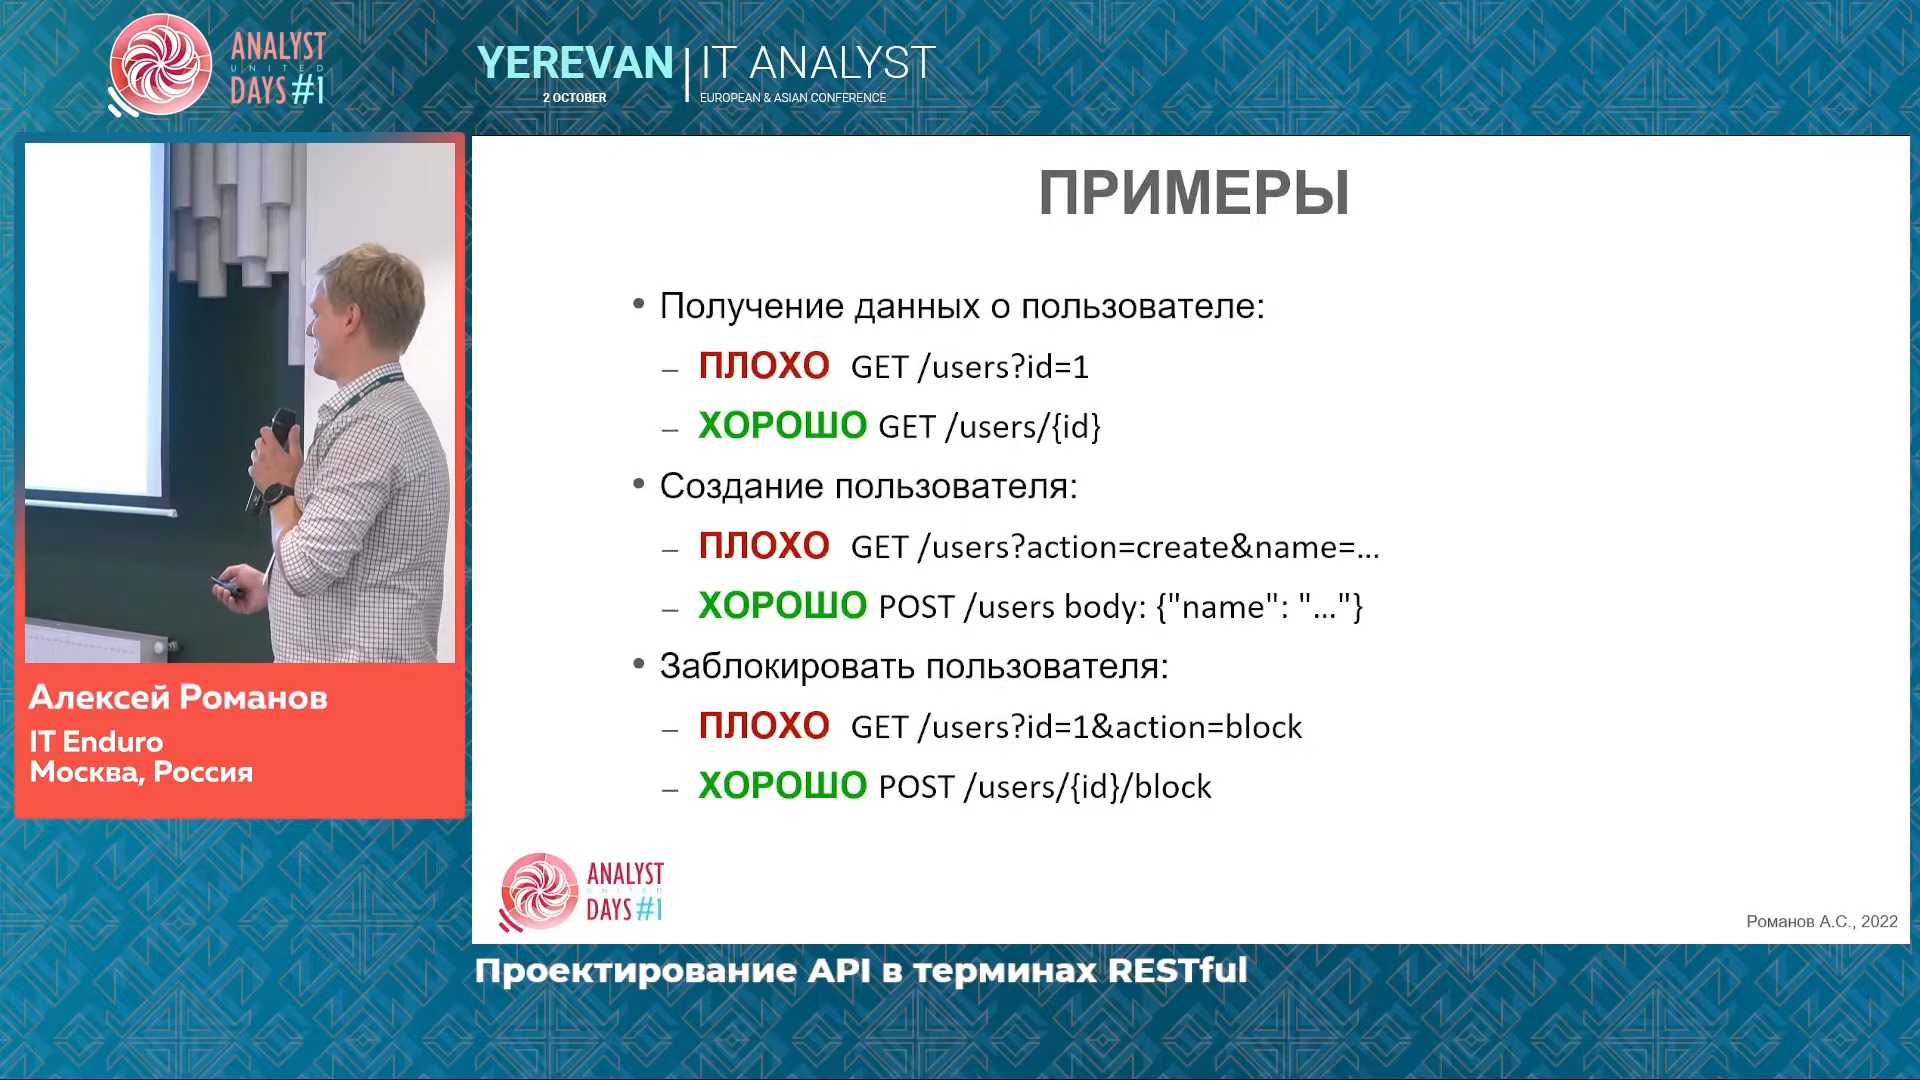 ANALYST
UNITED
DAYS #1
YEREVAN
2 OCTOBER
IT ANALYST
EUROPEAN & ASIAN CONFERENCE
Алексей Романов
IT Enduro
Москва, Россия
ПРИМЕРЫ
• Получение данных о пользователе:
– ПЛОХО GET /users?id=1
– ХОРОШО GET /users/{id}
• Создание пользователя:
– ПЛОХО GET /users?action=create&name=...
– ХОРОШО POST /users body: {"name": "..."}
• Заблокировать пользователя:
– ПЛОХО GET /users?id=1&action=block
– ХОРОШО POST /users/{id}/block
ANALYST
UNITED
DAYS #1
Романов А.С., 2022
Проектирование API в терминах RESTful